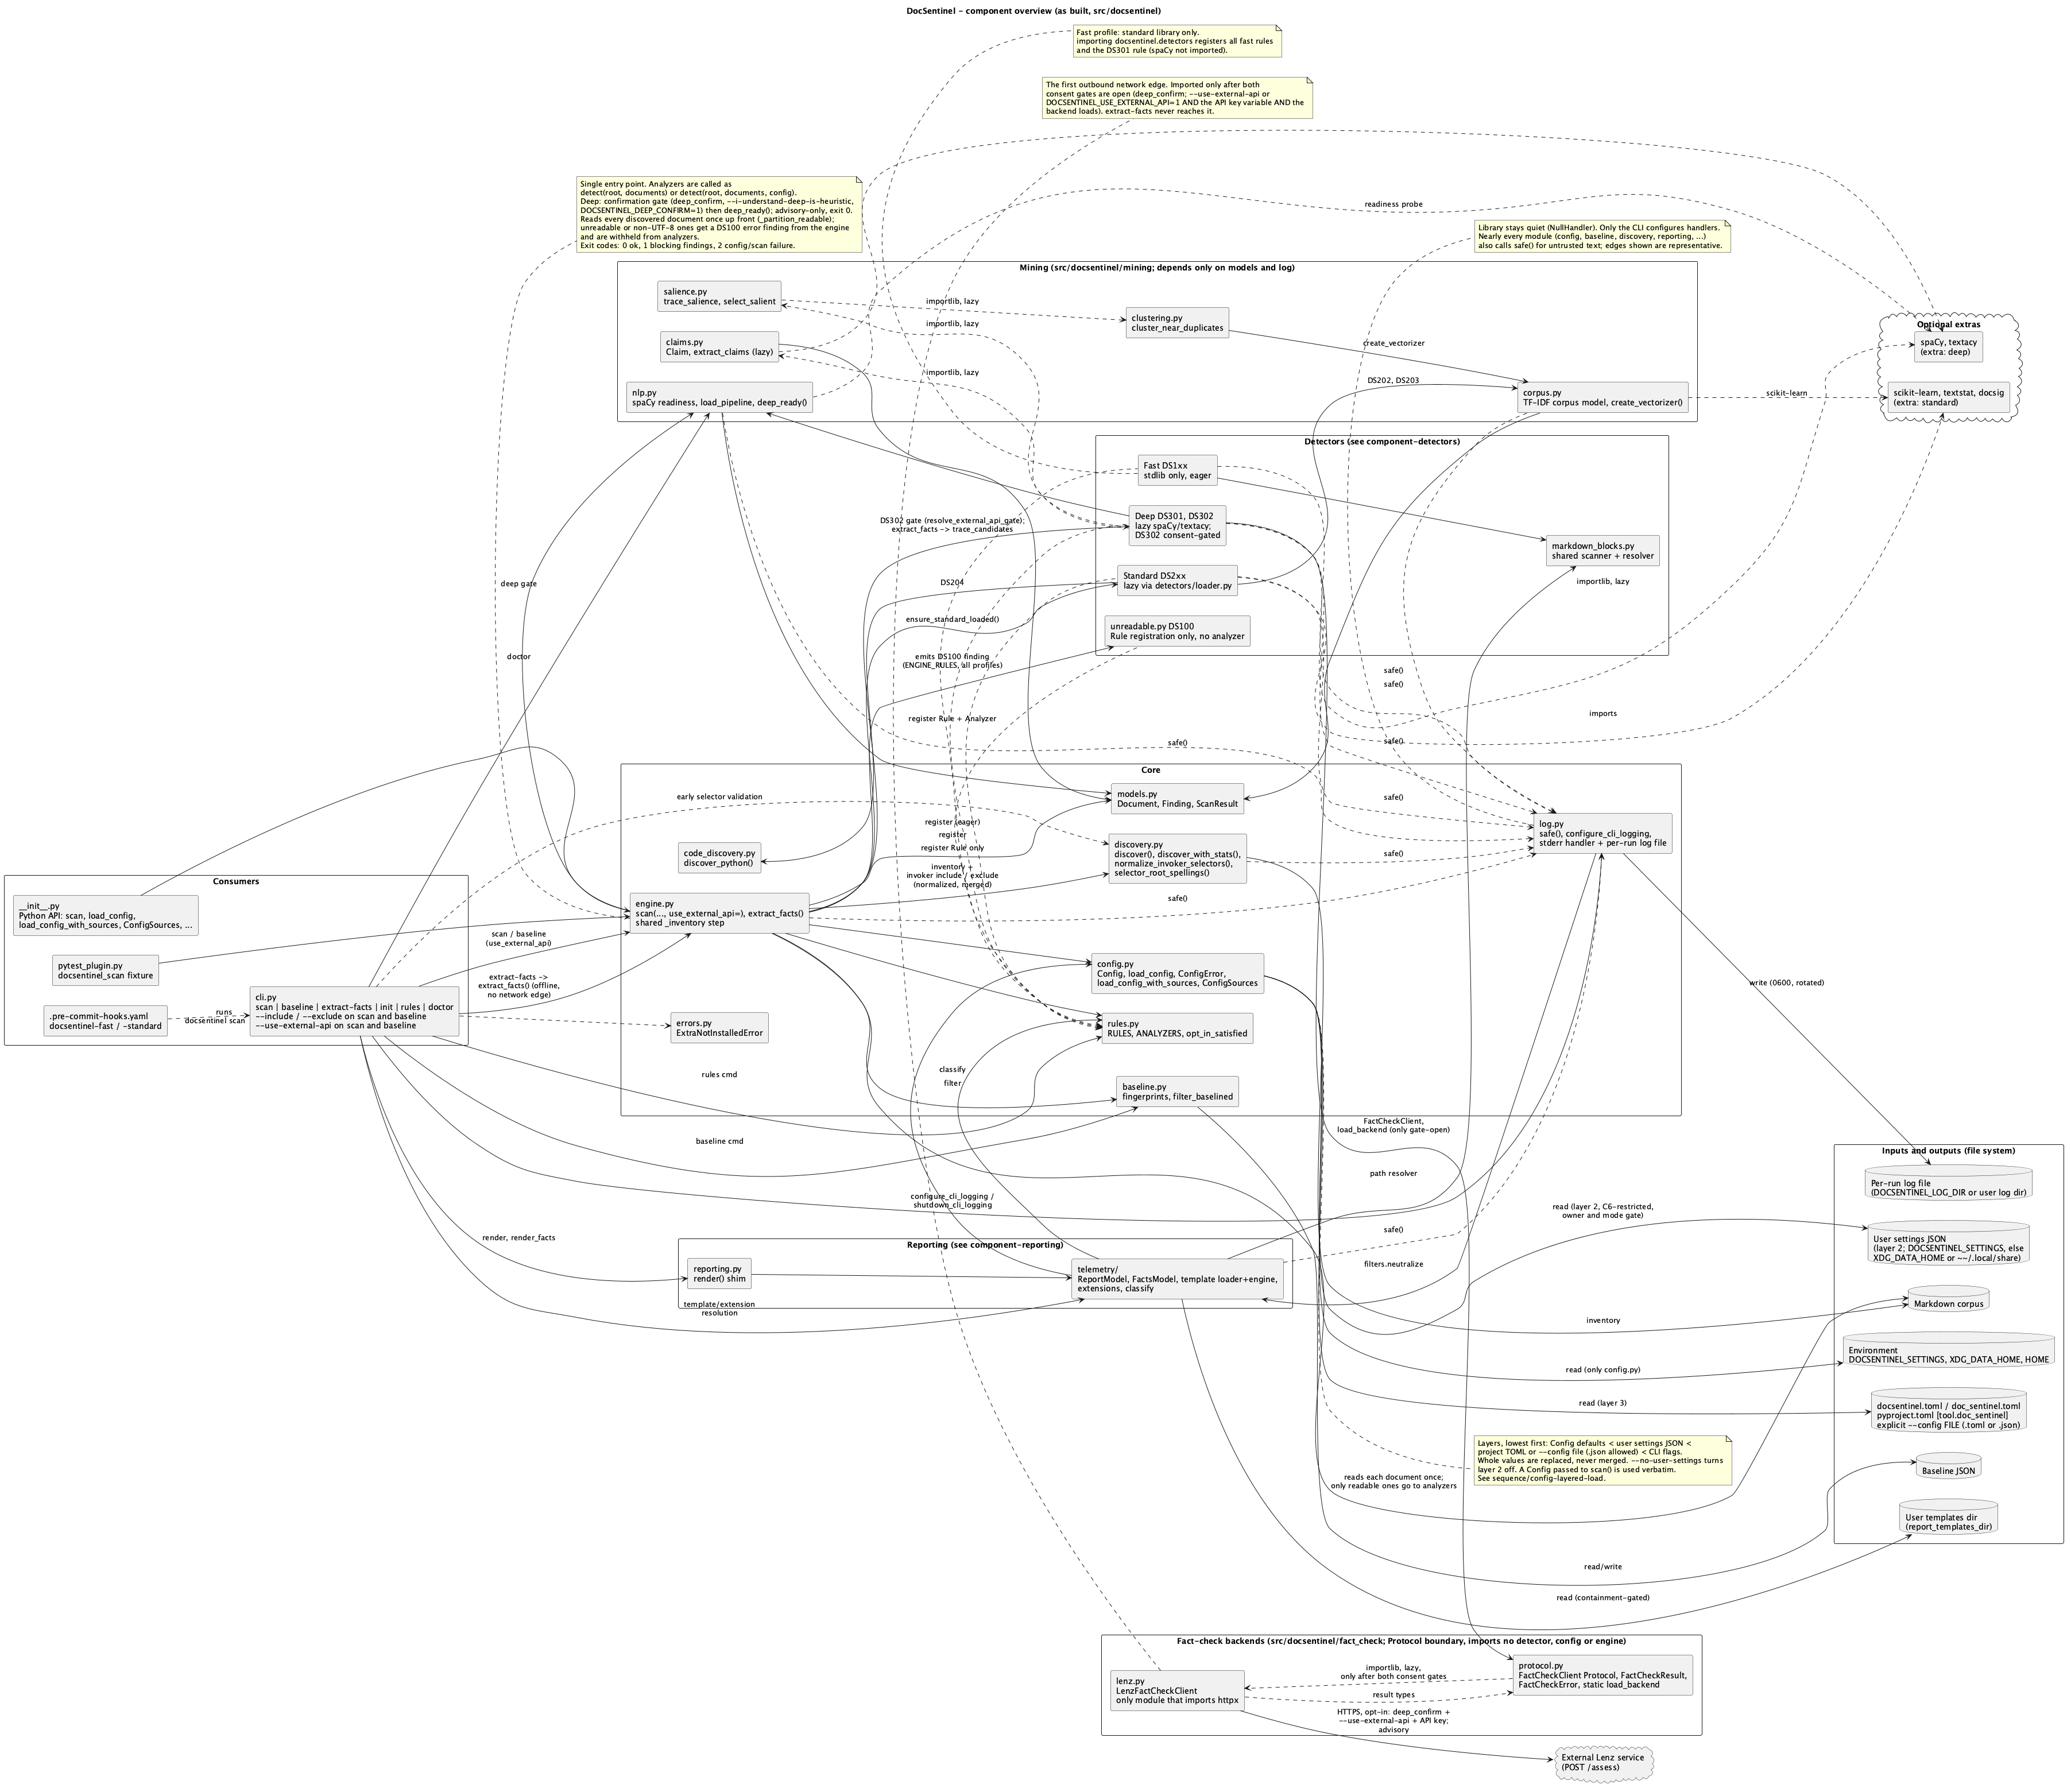 DocSentinel - component overview (as built, src/docsentinel)
Fast profile: standard library only.
importing docsentinel.detectors registers all fast rules
and the DS301 rule (spaCy not imported).
The first outbound network edge. Imported only after both
consent gates are open (deep_confirm; --use-external-api or
DOCSENTINEL_USE_EXTERNAL_API=1 AND the API key variable AND the
backend loads). extract-facts never reaches it.
Single entry point. Analyzers are called as
detect(root, documents) or detect(root, documents, config).
Deep: confirmation gate (deep_confirm, --i-understand-deep-is-heuristic,
DOCSENTINEL_DEEP_CONFIRM=1) then deep_ready(); advisory-only, exit 0.
Reads every discovered document once up front (_partition_readable);
unreadable or non-UTF-8 ones get a DS100 error finding from the engine
and are withheld from analyzers.
Exit codes: 0 ok, 1 blocking findings, 2 config/scan failure.
readiness probe
Library stays quiet (NullHandler). Only the CLI configures handlers.
Nearly every module (config, baseline, discovery, reporting, ...)
also calls safe() for untrusted text; edges shown are representative.
Mining (src/docsentinel/mining; depends only on models and log)
salience.py
trace_salience, select_salient
importlib, lazy
clustering.py
cluster_near_duplicates
importlib, lazy
claims.py
Claim, extract_claims (lazy)
create_vectorizer
importlib, lazy
nlp.py
spaCy readiness, load_pipeline, deep_ready()
DS202, DS203
corpus.py
TF-IDF corpus model, create_vectorizer()
scikit-learn
Optional extras
spaCy, textacy
(extra: deep)
scikit-learn, textstat, docsig
(extra: standard)
Detectors (see component-detectors)
Fast DS1xx
stdlib only, eager
Deep DS301, DS302
lazy spaCy/textacy;
DS302 consent-gated
DS302 gate (resolve_external_api_gate);
extract_facts -> trace_candidates
markdown_blocks.py
shared scanner + resolver
Standard DS2xx
lazy via detectors/loader.py
importlib, lazy
deep gate
DS204
ensure_standard_loaded()
unreadable.py DS100
Rule registration only, no analyzer
doctor
emits DS100 finding
(ENGINE_RULES, all profiles)
safe()
safe()
imports
register Rule + Analyzer
safe()
safe()
Core
models.py
Document, Finding, ScanResult
early selector validation
safe()
register (eager)
register
register Rule only
log.py
safe(), configure_cli_logging,
stderr handler + per-run log file
code_discovery.py
discover_python()
discovery.py
discover(), discover_with_stats(),
normalize_invoker_selectors(),
selector_root_spellings()
safe()
inventory +
invoker include / exclude
(normalized, merged)
Consumers
__init__.py
Python API: scan, load_config,
load_config_with_sources, ConfigSources, ...
engine.py
scan(..., use_external_api=), extract_facts()
shared _inventory step
safe()
scan / baseline
(use_external_api)
pytest_plugin.py
docsentinel_scan fixture
config.py
Config, load_config, ConfigError,
load_config_with_sources, ConfigSources
extract-facts ->
extract_facts() (offline,
no network edge)
write (0600, rotated)
.pre-commit-hooks.yaml
docsentinel-fast / -standard
runs
docsentinel scan
cli.py
scan | baseline | extract-facts | init | rules | doctor
--include / --exclude on scan and baseline
--use-external-api on scan and baseline
errors.py
ExtraNotInstalledError
rules.py
RULES, ANALYZERS, opt_in_satisfied
classify
rules cmd
filter
baseline.py
fingerprints, filter_baselined
FactCheckClient,
load_backend (only gate-open)
baseline cmd
path resolver
Inputs and outputs (file system)
Per-run log file
(DOCSENTINEL_LOG_DIR or user log dir)
configure_cli_logging /
shutdown_cli_logging
read (layer 2, C6-restricted,
owner and mode gate)
safe()
render, render_facts
User settings JSON
(layer 2; DOCSENTINEL_SETTINGS, else
XDG_DATA_HOME or ~~/.local/share)
Reporting (see component-reporting)
reporting.py
render() shim
telemetry/
ReportModel, FactsModel, template loader+engine,
extensions, classify
filters.neutralize
template/extension
resolution
Markdown corpus
inventory
Environment
DOCSENTINEL_SETTINGS, XDG_DATA_HOME, HOME
read (only config.py)
read (layer 3)
docsentinel.toml / doc_sentinel.toml
pyproject.toml [tool.doc_sentinel]
explicit --config FILE (.toml or .json)
Layers, lowest first: Config defaults < user settings JSON <
project TOML or --config file (.json allowed) < CLI flags.
Whole values are replaced, never merged. --no-user-settings turns
layer 2 off. A Config passed to scan() is used verbatim.
See sequence/config-layered-load.
Baseline JSON
reads each document once;
only readable ones go to analyzers
User templates dir
(report_templates_dir)
read/write
read (containment-gated)
Fact-check backends (src/docsentinel/fact_check; Protocol boundary, imports no detector, config or engine)
lenz.py
LenzFactCheckClient
only module that imports httpx
importlib, lazy,
only after both consent gates
result types
protocol.py
FactCheckClient Protocol, FactCheckResult,
FactCheckError, static load_backend
HTTPS, opt-in: deep_confirm +
--use-external-api + API key;
advisory
External Lenz service
(POST /assess)